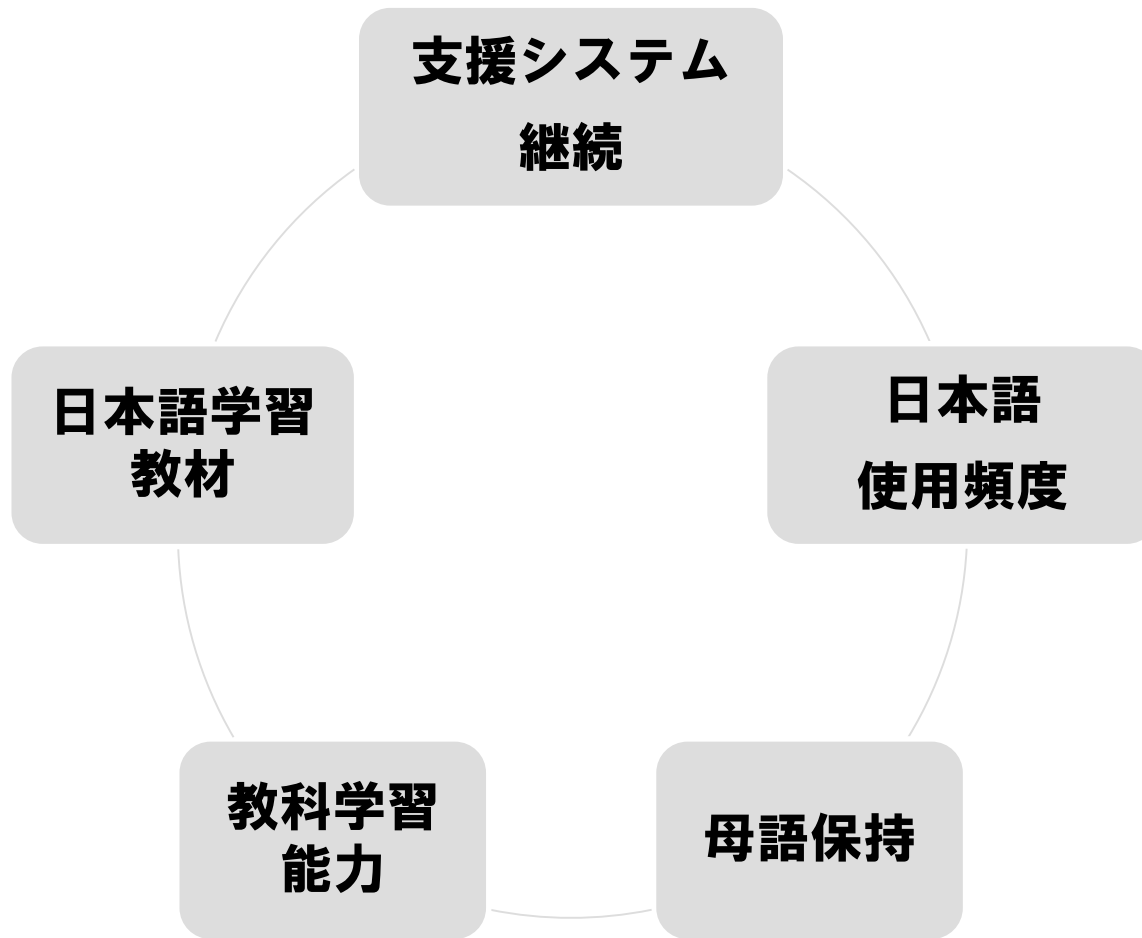 支援システム
継続
日本語
使用頻度
母語保持
教科学習
能力
日本語学習
教材